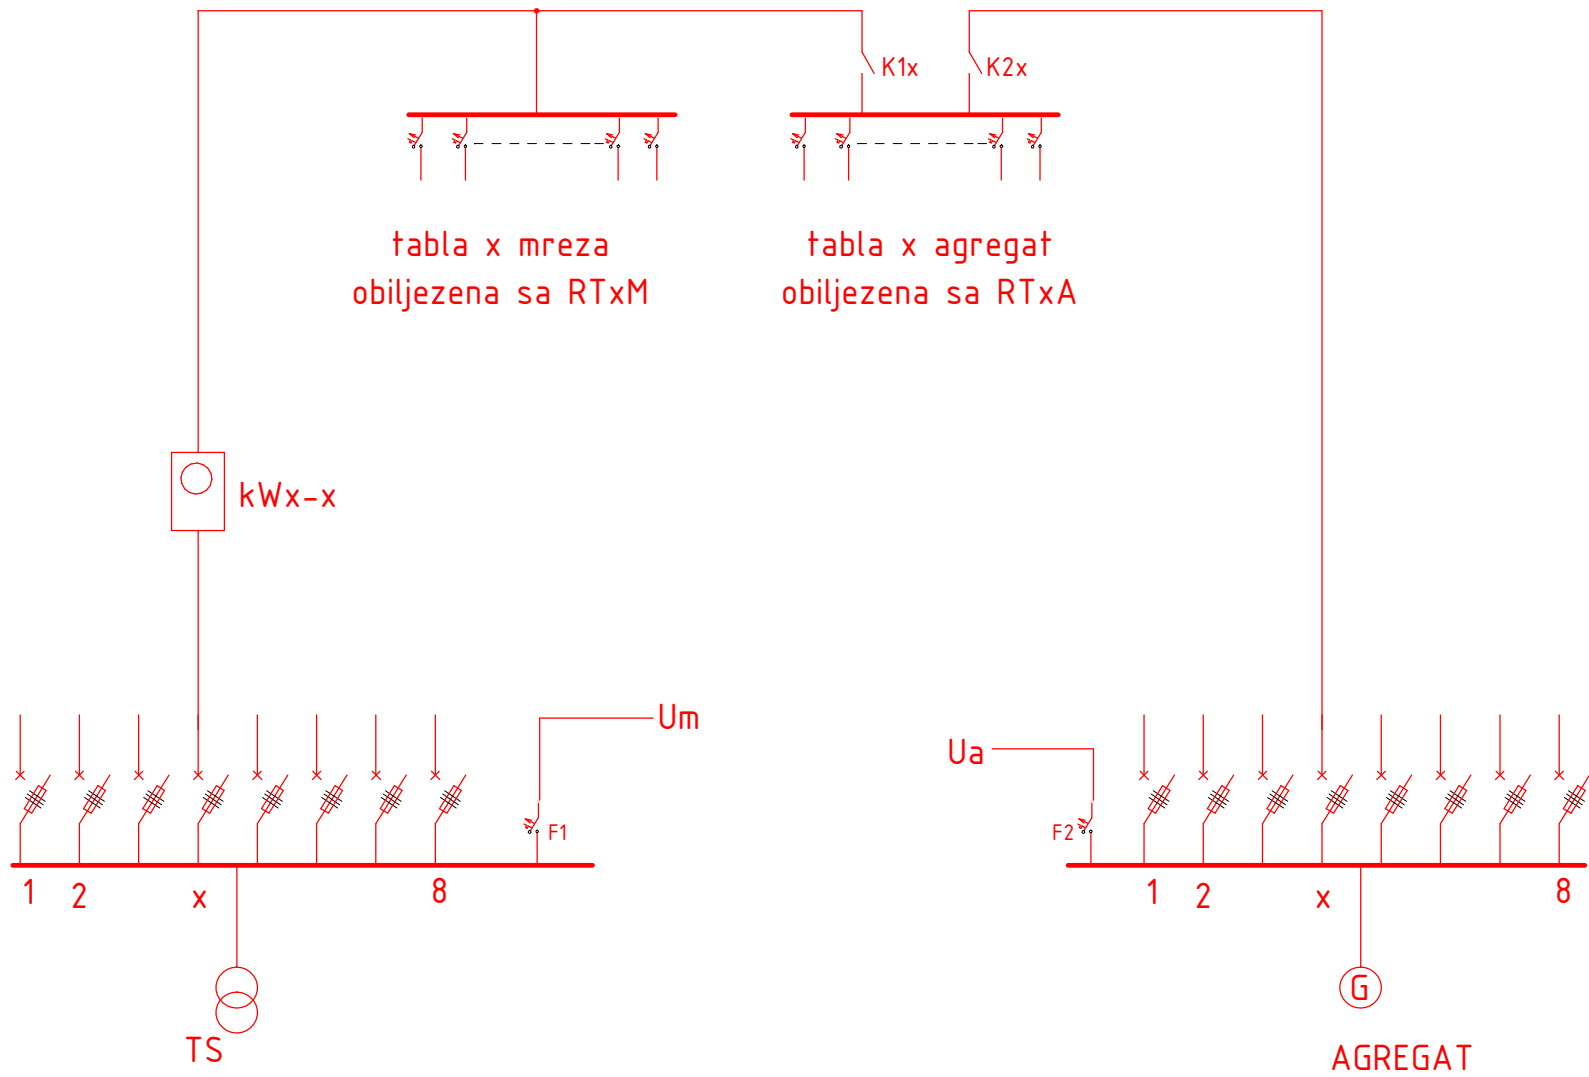 K1x
K2x
tabla x mreza
obiljezena sa RTxM
tabla x agregat
obiljezena sa RTxA
kWx-x
Um
Ua
F1
F2
1 2 x 8
1 2 x 8
G
TS
AGREGAT